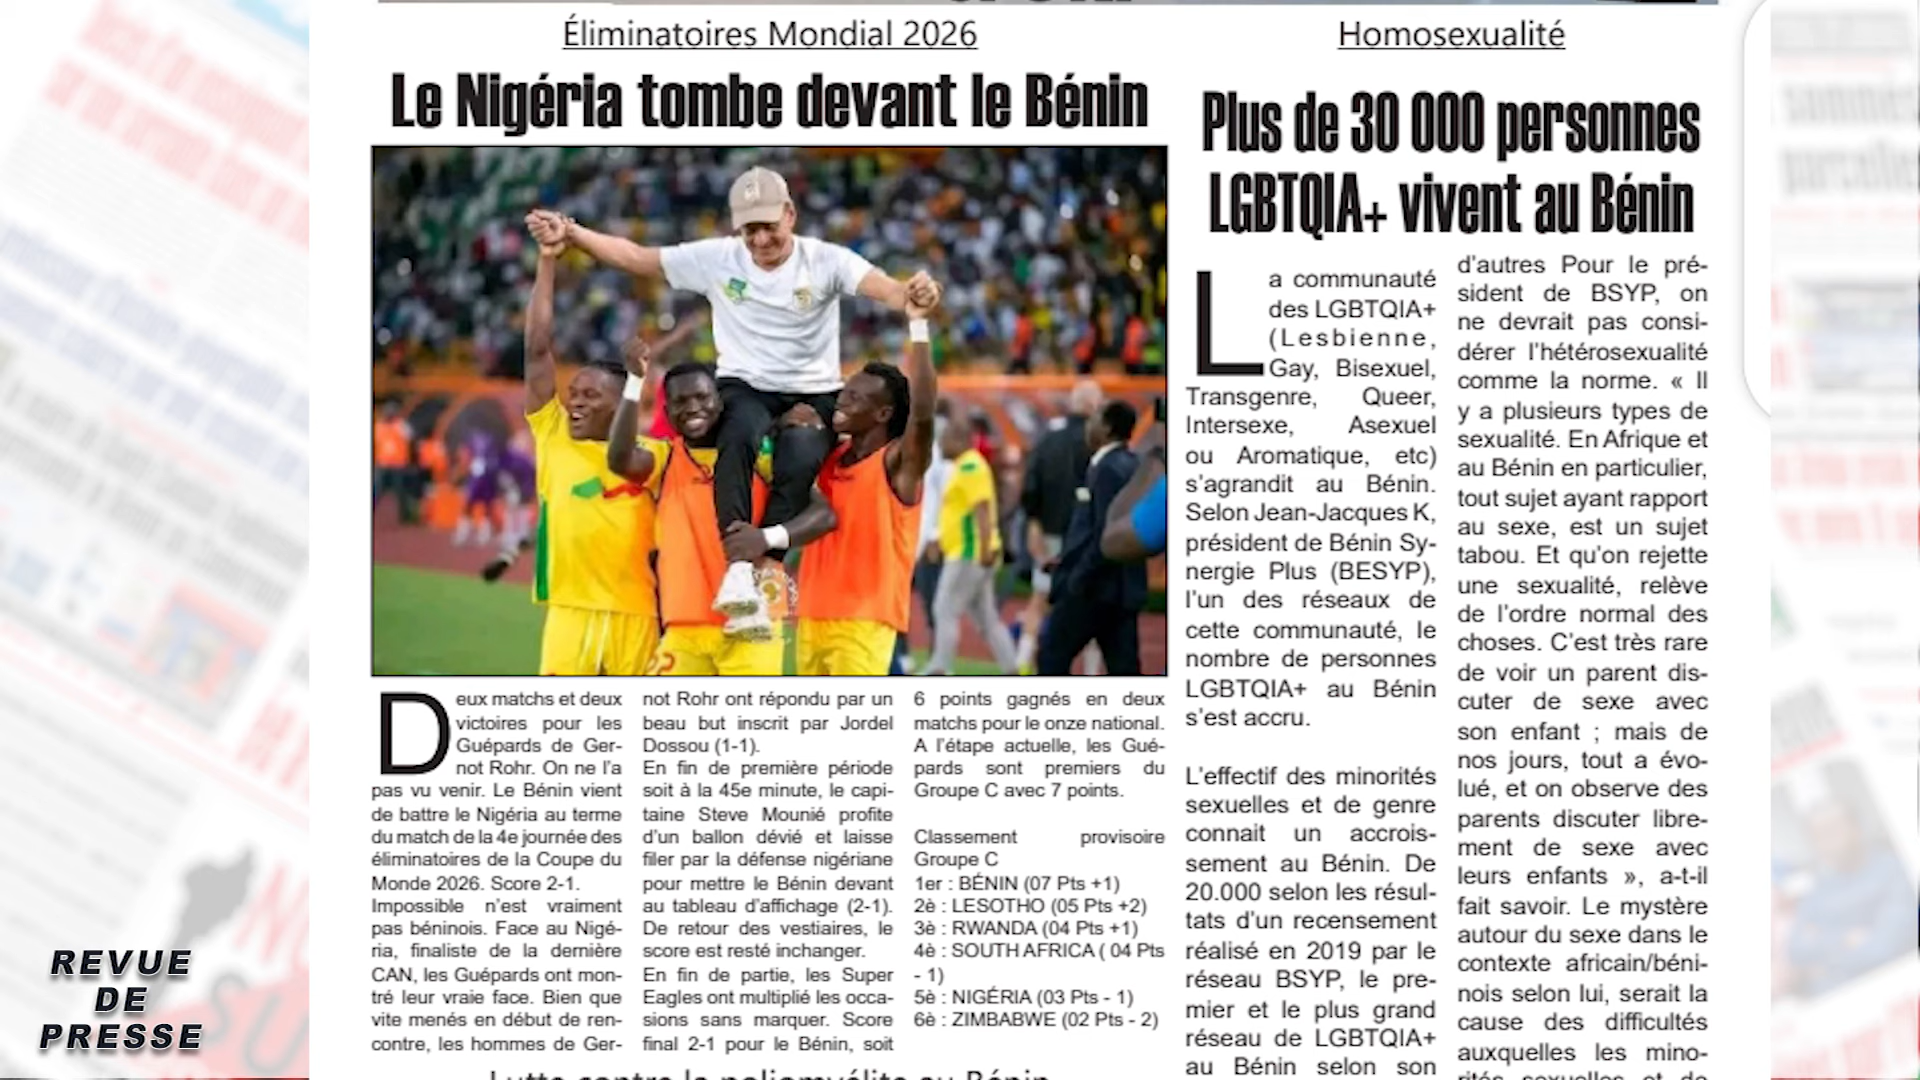 Éliminatoires Mondial 2026
Le Nigéria tombe devant le Bénin
Deux matchs et deux
victoires pour les
Guépards de Ger-
not Rohr. On ne l'a
pas vu venir. Le Bénin vient
de battre le Nigéria au terme
du match de la 4e journée des
éliminatoires de la Coupe du
Monde 2026. Score 2-1.
Impossible n'est vraiment
pas béninois. Face au Nigé-
ria, finaliste de la dernière
CAN, les Guépards ont mon-
tré leur vraie face. Bien que
vite menés en début de ren-
contre, les hommes de Ger-
not Rohr ont répondu par un
beau but inscrit par Jordel
Dossou (1-1).
En fin de première période
soit à la 45e minute, le capi-
taine Steve Mounié profite
d'un ballon dévié et laisse
filer par la défense nigériane
pour mettre le Bénin devant
au tableau d'affichage (2-1).
De retour des vestiaires, le
score est resté inchanger.
En fin de partie, les Super
Eagles ont multiplié les occa-
sions sans marquer. Score
final 2-1 pour le Bénin, soit
6 points gagnés en deux
matchs pour le onze national.
A l'étape actuelle, les Gué-
pards sont premiers du
Groupe C avec 7 points.
Classement provisoire
Groupe C
1er : BÉNIN (07 Pts +1)
2è : LESOTHO (05 Pts +2)
3è : RWANDA (04 Pts +1)
4è : SOUTH AFRICA ( 04 Pts
- 1)
5è : NIGÉRIA (03 Pts - 1)
6è : ZIMBABWE (02 Pts - 2)
Lutte contre la poliomyélite au Bénin
Homosexualité
Plus de 30 000 personnes
LGBTQIA+ vivent au Bénin
La communauté
des LGBTQIA+
(Lesbienne,
Gay, Bisexuel,
Transgenre, Queer,
Intersexe, Asexuel
ou Aromatique, etc)
s'agrandit au Bénin.
Selon Jean-Jacques K,
président de Bénin Sy-
nergie Plus (BESYP),
l'un des réseaux de
cette communauté, le
nombre de personnes
LGBTQIA+ au Bénin
s'est accru.
L'effectif des minorités
sexuelles et de genre
connait un accrois-
sement au Bénin. De
20.000 selon les résul-
tats d'un recensement
réalisé en 2019 par le
réseau BSYP, le pre-
mier et le plus grand
réseau de LGBTQIA+
au Bénin selon son
d'autres Pour le pré-
sident de BSYP, on
ne devrait pas consi-
dérer l'hétérosexualité
comme la norme. « Il
y a plusieurs types de
sexualité. En Afrique et
au Bénin en particulier,
tout sujet ayant rapport
au sexe, est un sujet
tabou. Et qu'on rejette
une sexualité, relève
de l'ordre normal des
choses. C'est très rare
de voir un parent dis-
cuter de sexe avec
son enfant ; mais de
nos jours, tout a évo-
lué, et on observe des
parents discuter libre-
ment de sexe avec
leurs enfants », a-t-il
fait savoir. Le mystère
autour du sexe dans le
contexte africain/béni-
nois selon lui, serait la
cause des difficultés
auxquelles les mino-
rités sexuelles et de
REVUE
DE
PRESSE